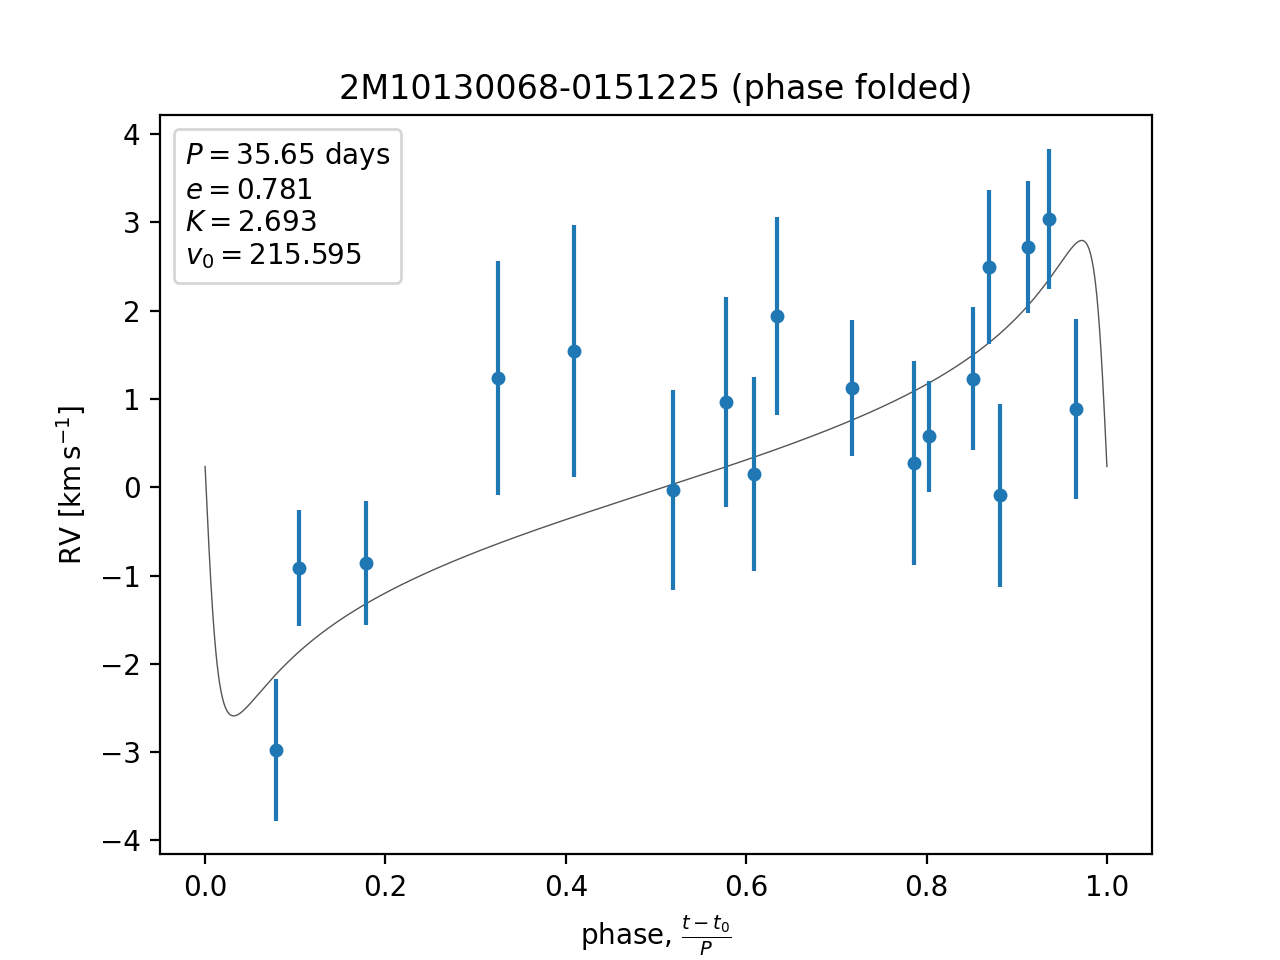 2M10130068-0151225 (phase folded)
P = 35.65 days
e = 0.781
K = 2.693
v₀ = 215.595
4
3
2
1
0
−1
−2
−3
−4
RV [km s⁻¹]
0.0 0.2 0.4 0.6 0.8 1.0
phase, (t − t₀)/P